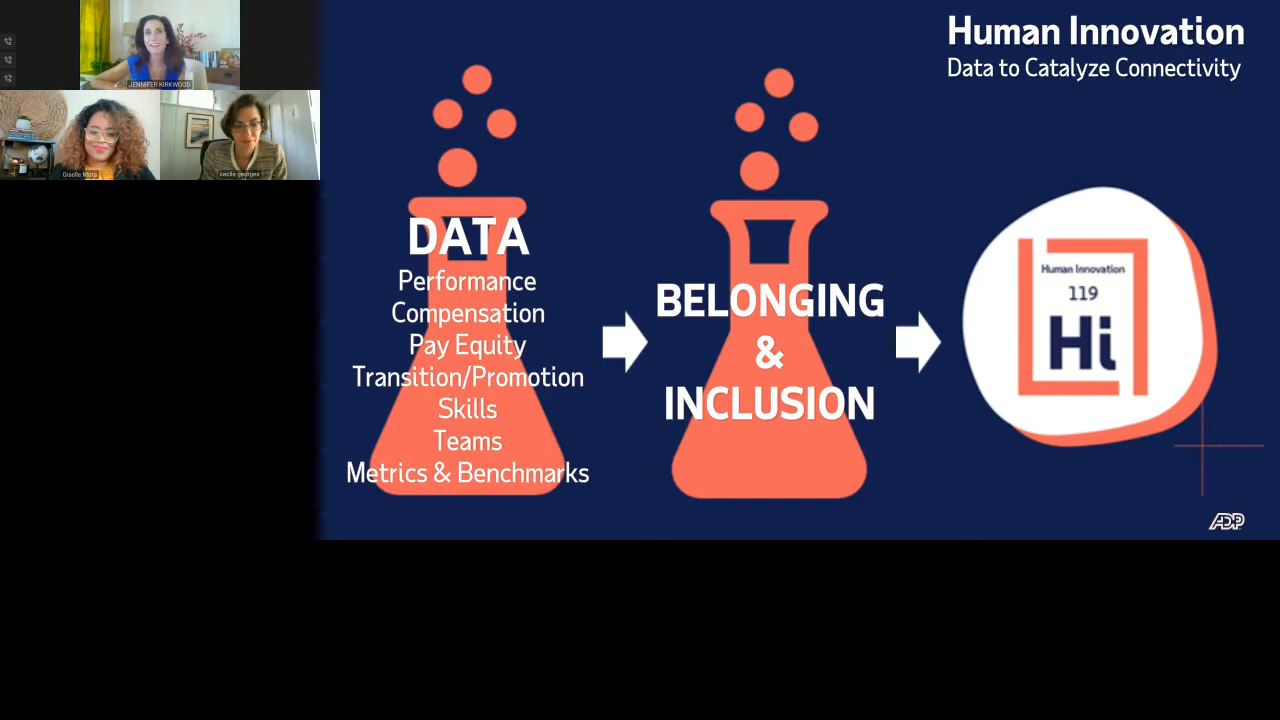 JENNIFER KIRKWOOD
Giselle Mota
cecile georges
Human Innovation
Data to Catalyze Connectivity
DATA
Performance
Compensation
Pay Equity
Transition/Promotion
Skills
Teams
Metrics & Benchmarks
BELONGING
&
INCLUSION
Human Innovation
119
Hi
ADP